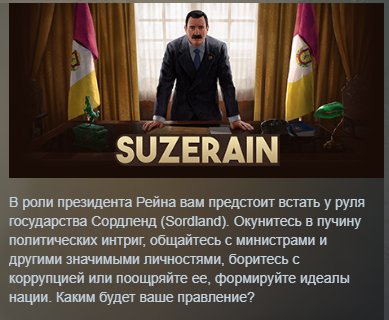 SUZERAIN
В роли президента Рейна вам предстоит встать у руля
государства Сордленд (Sordland). Окунитесь в пучину
политических интриг, общайтесь с министрами и
другими значимыми личностями, боритесь с
коррупцией или поощряйте ее, формируйте идеалы
нации. Каким будет ваше правление?